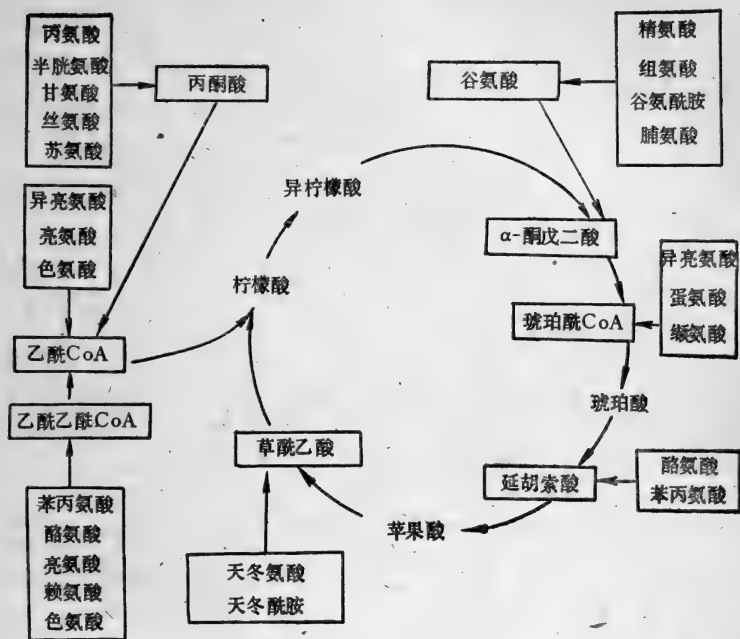 丙氨酸
半胱氨酸
甘氨酸
丝氨酸
苏氨酸
丙酮酸
谷氨酸
精氨酸
组氨酸
谷氨酰胺
脯氨酸
异柠檬酸
异亮氨酸
亮氨酸
色氨酸
柠檬酸
α-酮戊二酸
异亮氨酸
蛋氨酸
缬氨酸
乙酰CoA
琥珀酰CoA
乙酰乙酰CoA
琥珀酸
草酰乙酸
延胡索酸
酪氨酸
苯丙氨酸
苹果酸
苯丙氨酸
酪氨酸
亮氨酸
赖氨酸
色氨酸
天冬氨酸
天冬酰胺